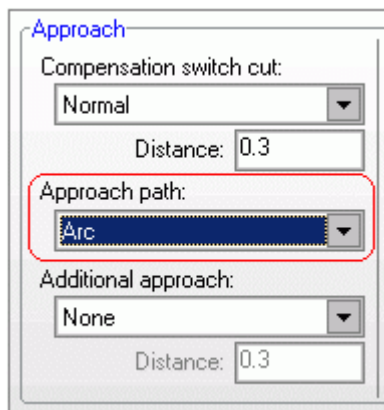 Approach
Compensation switch cut:
Normal
Distance: 0.3
Approach path:
Arc
Additional approach:
None
Distance: 0.3